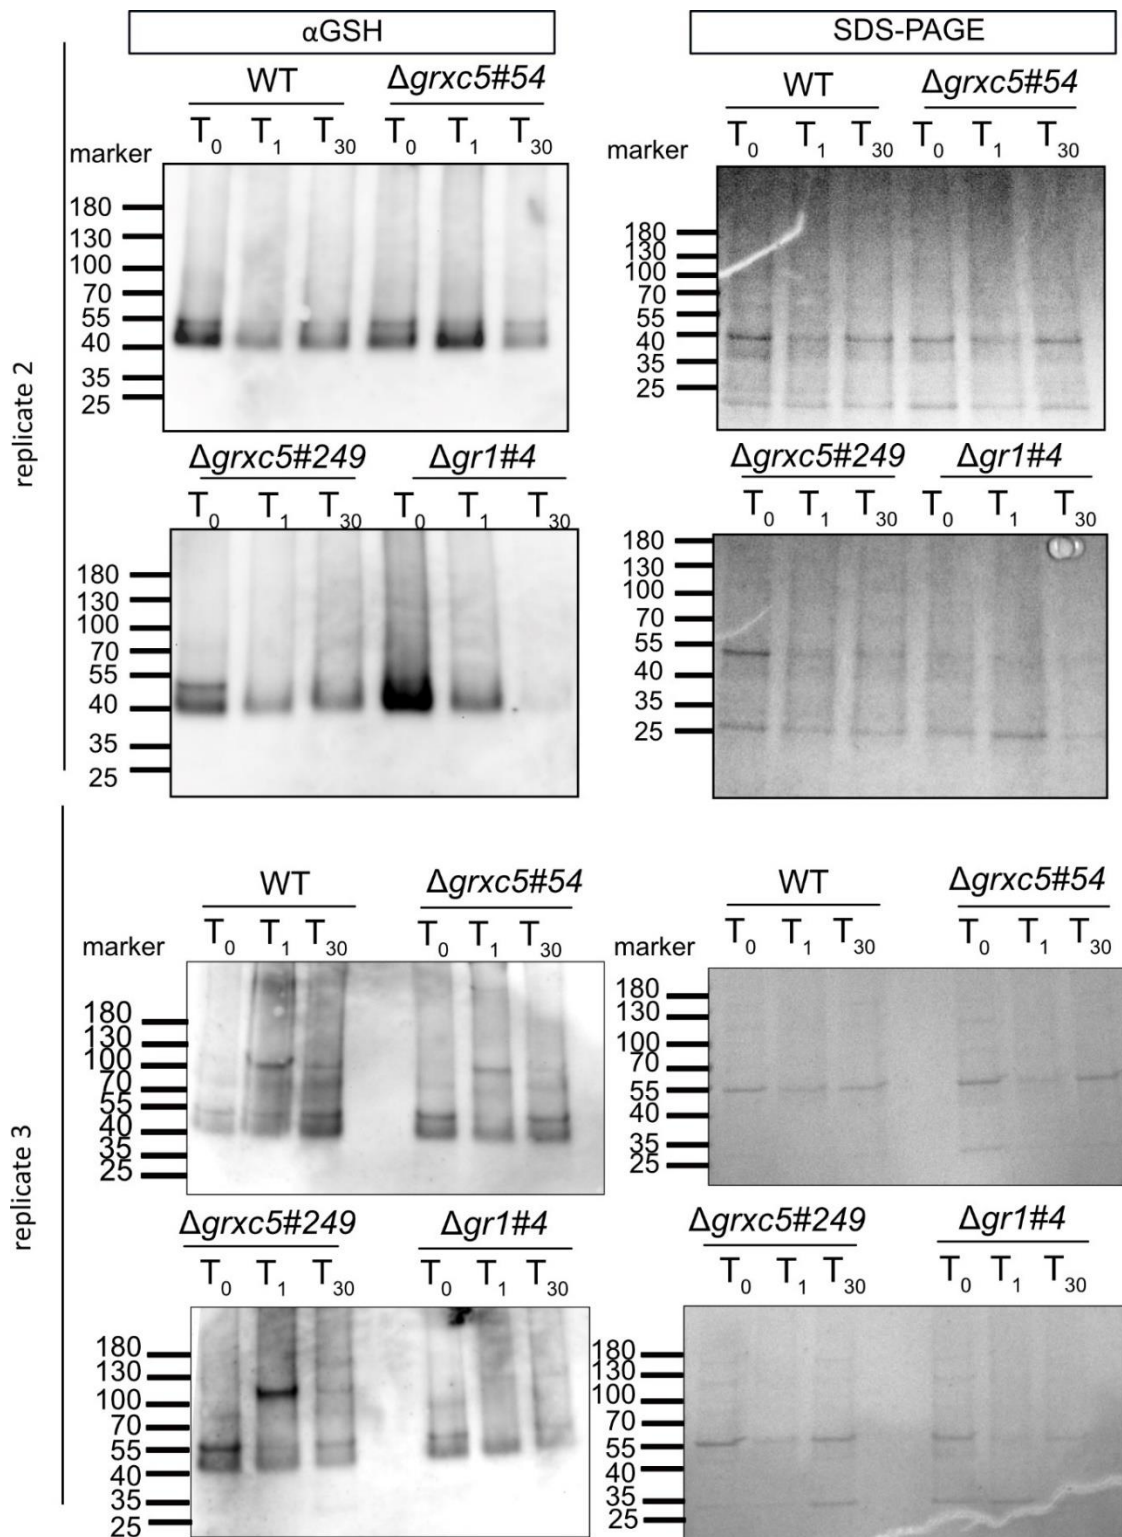 αGSH SDS-PAGE
WT Δgrxc5#54 WT Δgrxc5#54
marker T0 T1 T30 T0 T1 T30 marker T0 T1 T30 T0 T1 T30
180 180
130 130
100 100
70 70
55 55
40 40
35 35
25 25
replicate 2
Δgrxc5#249 Δgr1#4 Δgrxc5#249 Δgr1#4
T0 T1 T30 T0 T1 T30 T0 T1 T30 T0 T1 T30
180 180
130 130
100 100
70 70
55 55
40 40
35 35
25 25
WT Δgrxc5#54 WT Δgrxc5#54
marker T0 T1 T30 T0 T1 T30 marker T0 T1 T30 T0 T1 T30
180 180
130 130
100 100
70 70
55 55
40 40
35 35
25 25
replicate 3
Δgrxc5#249 Δgr1#4 Δgrxc5#249 Δgr1#4
T0 T1 T30 T0 T1 T30 T0 T1 T30 T0 T1 T30
180 180
130 130
100 100
70 70
55 55
40 40
35 35
25 25